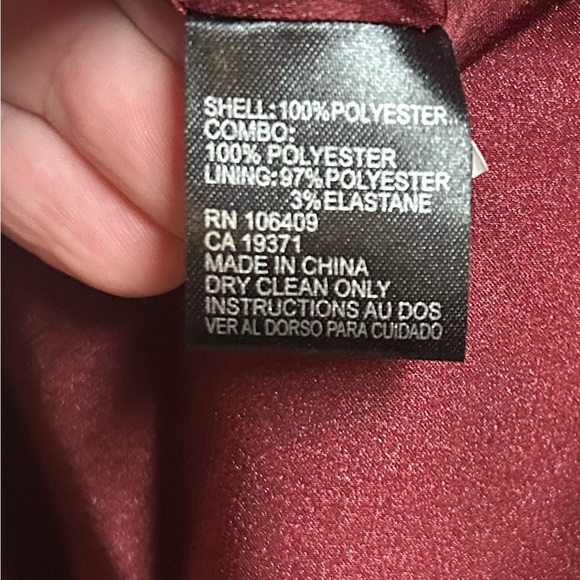 SHELL: 100% POLYESTER
COMBO:
100% POLYESTER
LINING: 97% POLYESTER
3% ELASTANE
RN 106409
CA 19371
MADE IN CHINA
DRY CLEAN ONLY
INSTRUCTIONS AU DOS
VER AL DORSO PARA CUIDADO